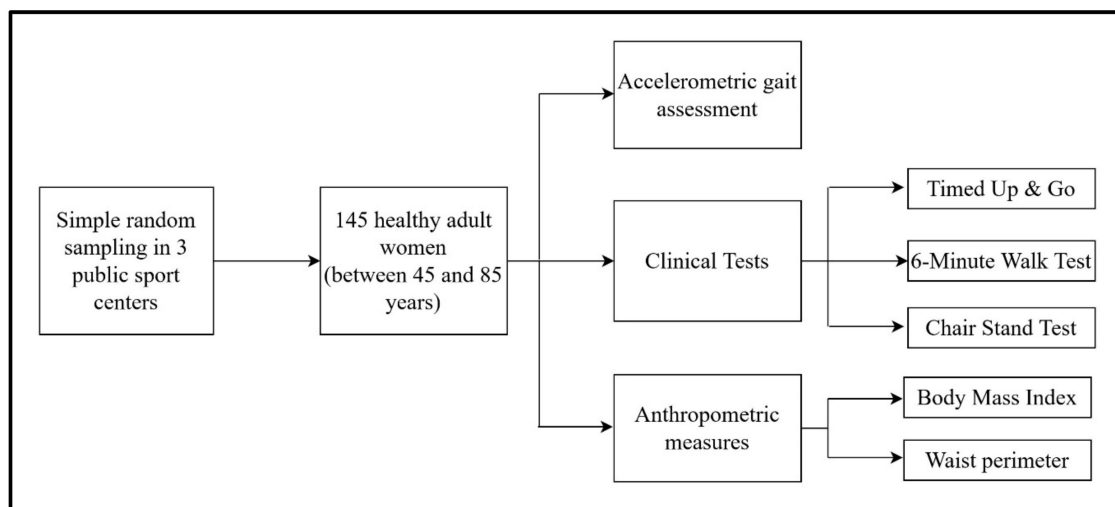 Simple random
sampling in 3
public sport
centers
145 healthy adult
women
(between 45 and 85
years)
Accelerometric gait
assessment
Clinical Tests
Anthropometric
measures
Timed Up & Go
6-Minute Walk Test
Chair Stand Test
Body Mass Index
Waist perimeter